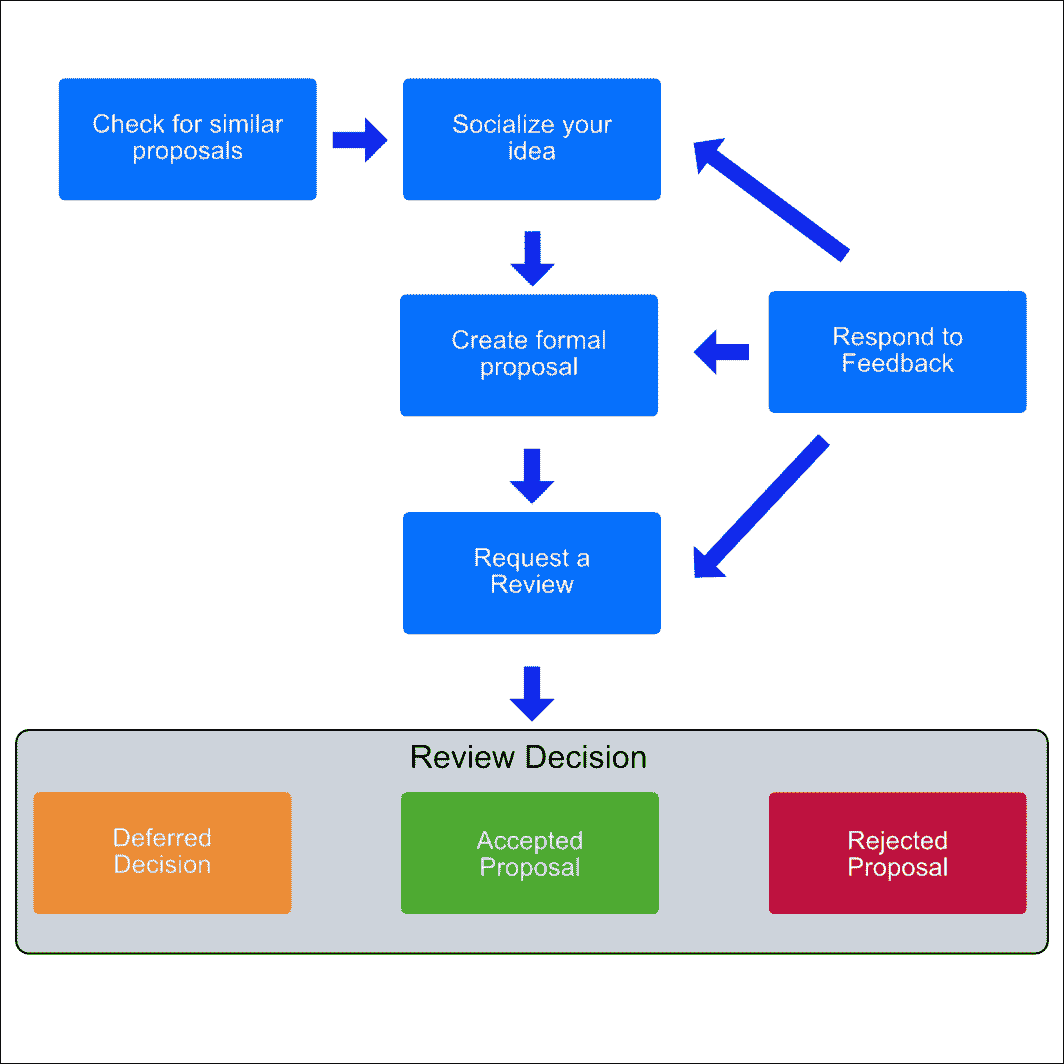 Check for similar
proposals
Socialize your
idea
Create formal
proposal
Respond to
Feedback
Request a
Review
Review Decision
Deferred
Decision
Accepted
Proposal
Rejected
Proposal